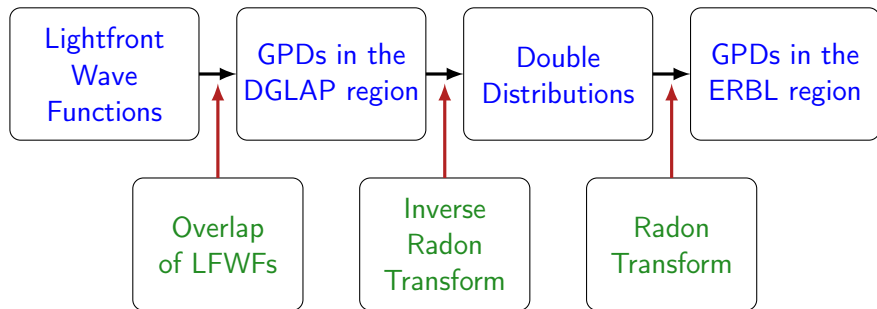 Lightfront
Wave
Functions
GPDs in the
DGLAP region
Double
Distributions
GPDs in the
ERBL region
Overlap
of LFWFs
Inverse
Radon
Transform
Radon
Transform